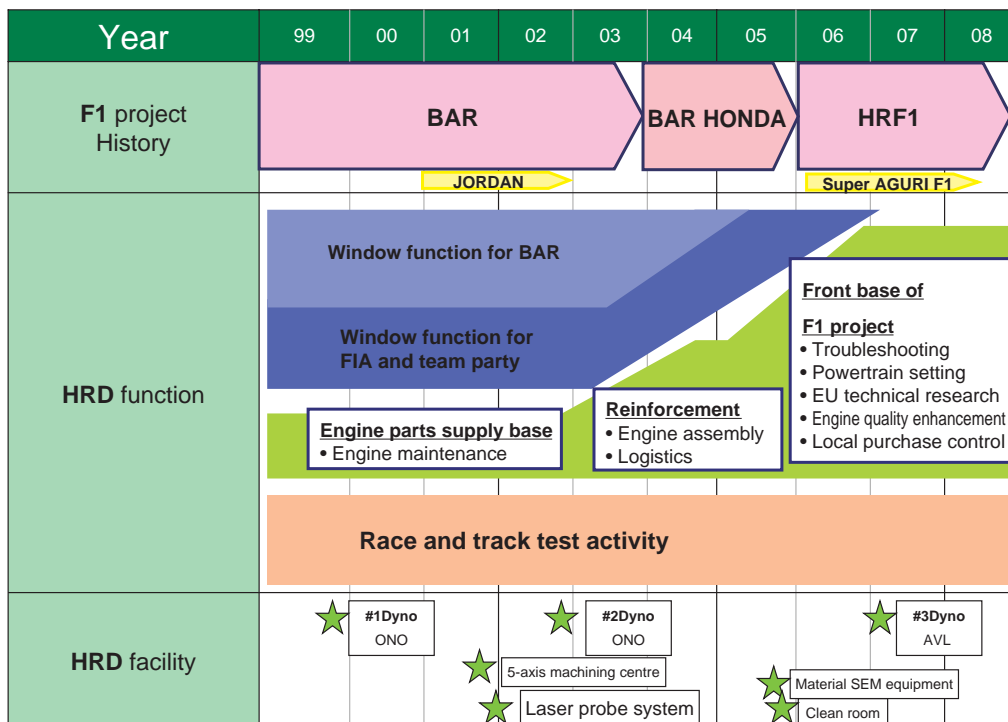 Year
99 00 01 02 03 04 05 06 07 08
F1 project
History
BAR
BAR HONDA
HRF1
JORDAN
Super AGURI F1
HRD function
Window function for BAR
Window function for
FIA and team party
Engine parts supply base
• Engine maintenance
Reinforcement
• Engine assembly
• Logistics
Front base of
F1 project
• Troubleshooting
• Powertrain setting
• EU technical research
• Engine quality enhancement
• Local purchase control
Race and track test activity
HRD facility
#1Dyno
ONO
#2Dyno
ONO
#3Dyno
AVL
5-axis machining centre
Laser probe system
Material SEM equipment
Clean room